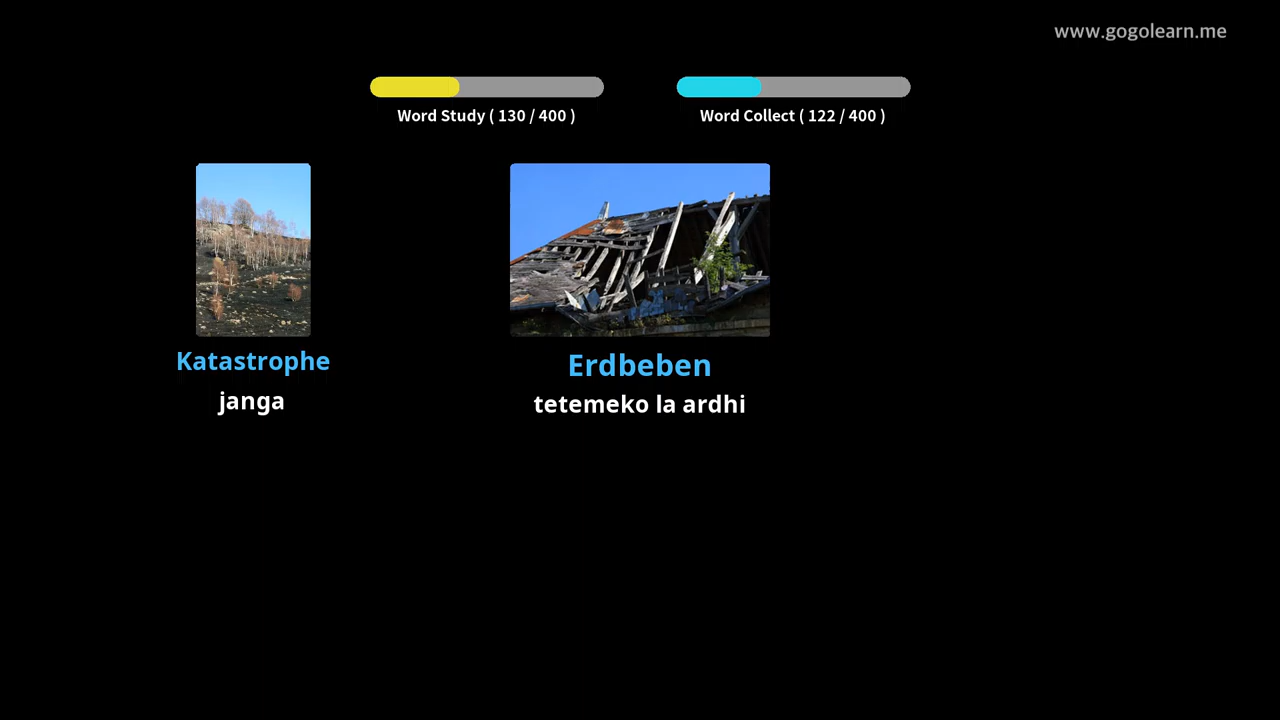 www.gogolearn.me
Word Study ( 130 / 400 )
Word Collect ( 122 / 400 )
Katastrophe
janga
Erdbeben
tetemeko la ardhi